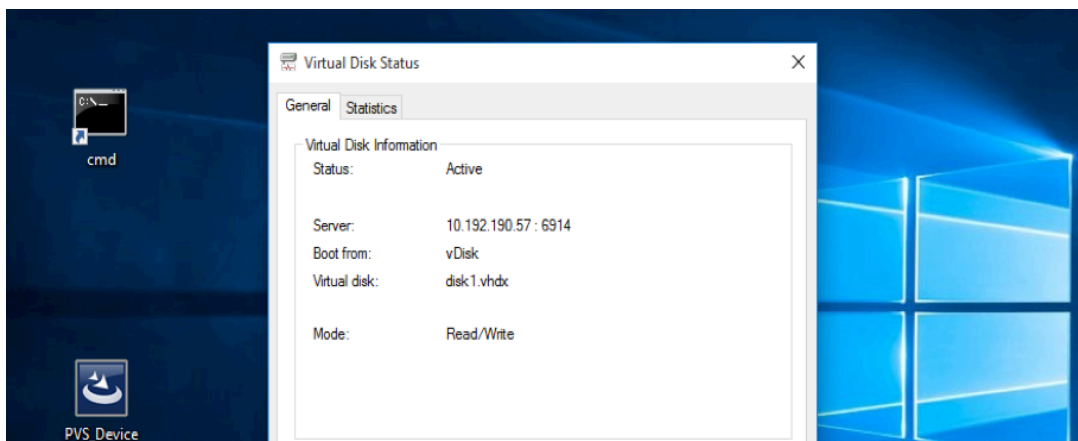 Virtual Disk Status
General Statistics
C:\_
cmd
Virtual Disk Information
Status: Active
Server: 10.192.190.57 : 6914
Boot from: vDisk
Virtual disk: disk1.vhdx
Mode: Read/Write
PVS Device